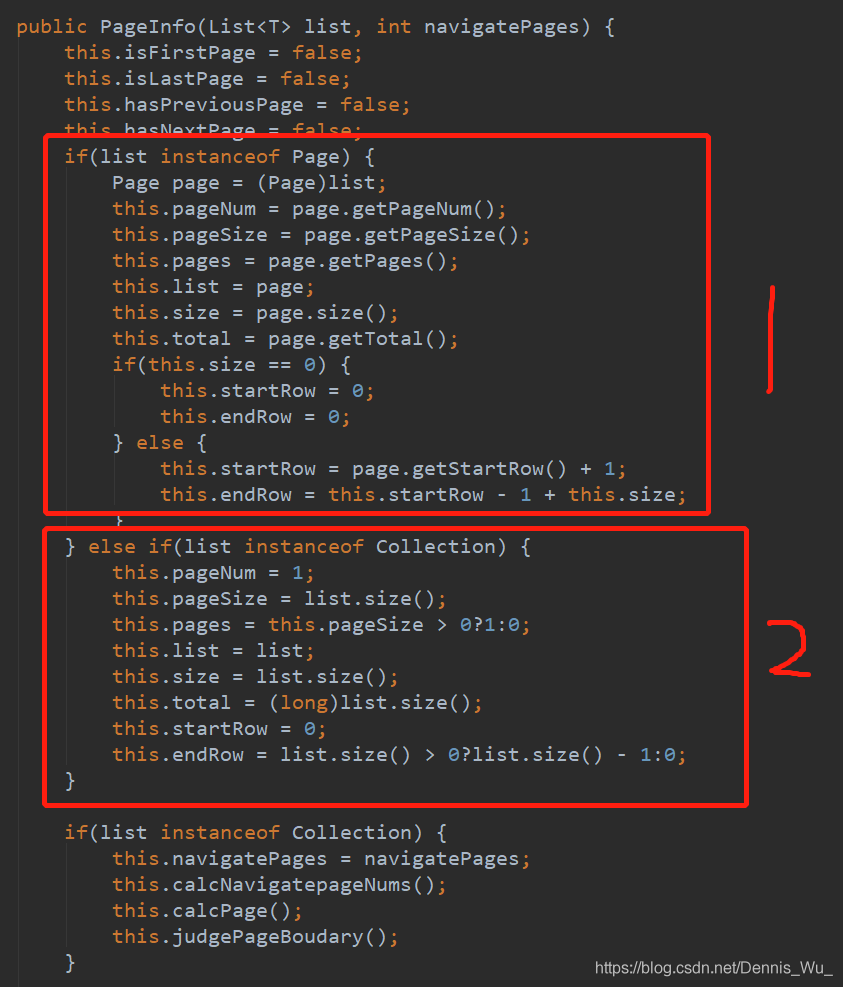 public PageInfo(List<T> list, int navigatePages) {
this.isFirstPage = false;
this.isLastPage = false;
this.hasPreviousPage = false;
this.hasNextPage = false;
if(list instanceof Page) {
Page page = (Page)list;
this.pageNum = page.getPageNum();
this.pageSize = page.getPageSize();
this.pages = page.getPages();
this.list = page;
this.size = page.size();
this.total = page.getTotal();
if(this.size == 0) {
this.startRow = 0;
this.endRow = 0;
} else {
this.startRow = page.getStartRow() + 1;
this.endRow = this.startRow - 1 + this.size;
}
1
} else if(list instanceof Collection) {
this.pageNum = 1;
this.pageSize = list.size();
this.pages = this.pageSize > 0?1:0;
this.list = list;
this.size = list.size();
this.total = (long)list.size();
this.startRow = 0;
this.endRow = list.size() > 0?list.size() - 1:0;
}
2
if(list instanceof Collection) {
this.navigatePages = navigatePages;
this.calcNavigatepageNums();
this.calcPage();
this.judgePageBoudary();
}
https://blog.csdn.net/Dennis_Wu_